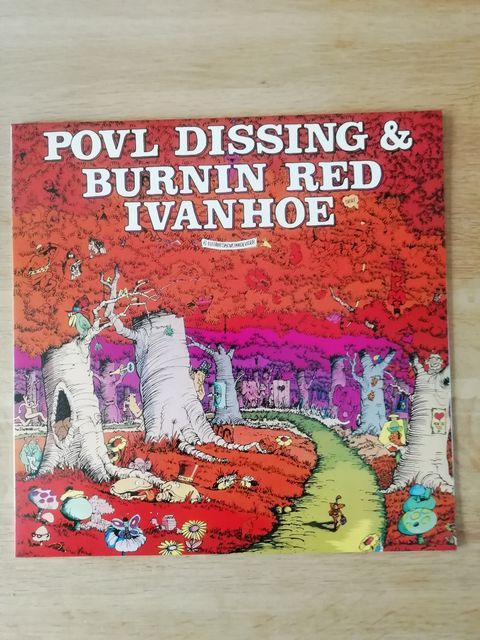 POVL DISSING &
BURNIN RED
IVANHOE